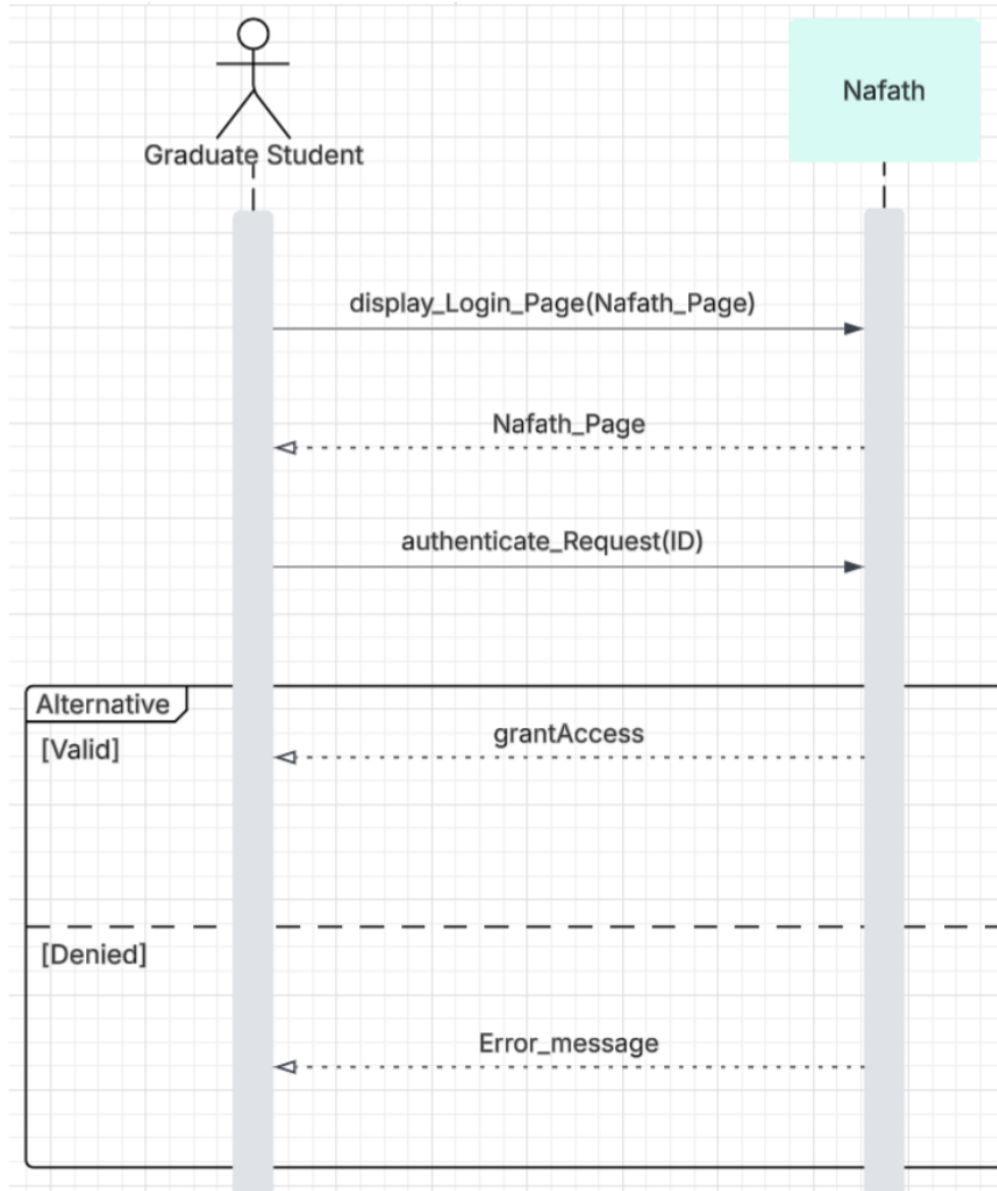 Graduate Student
Nafath
display_Login_Page(Nafath_Page)
Nafath_Page
authenticate_Request(ID)
Alternative
[Valid]
grantAccess
[Denied]
Error_message